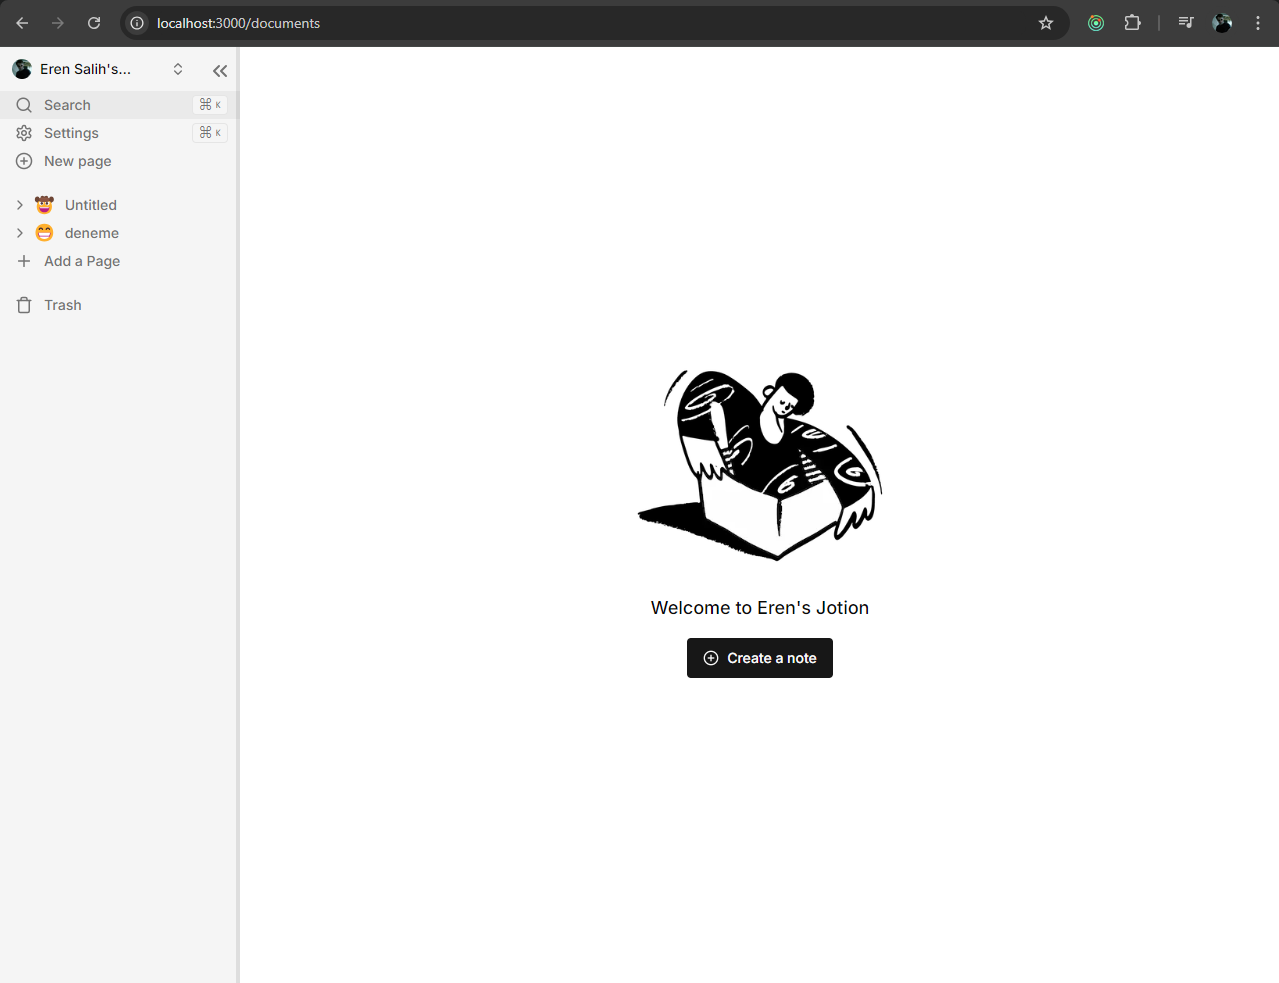 localhost:3000/documents
Eren Salih's...
Search ⌘ K
Settings ⌘ K
New page
Untitled
deneme
Add a Page
Trash
Welcome to Eren's Jotion
Create a note